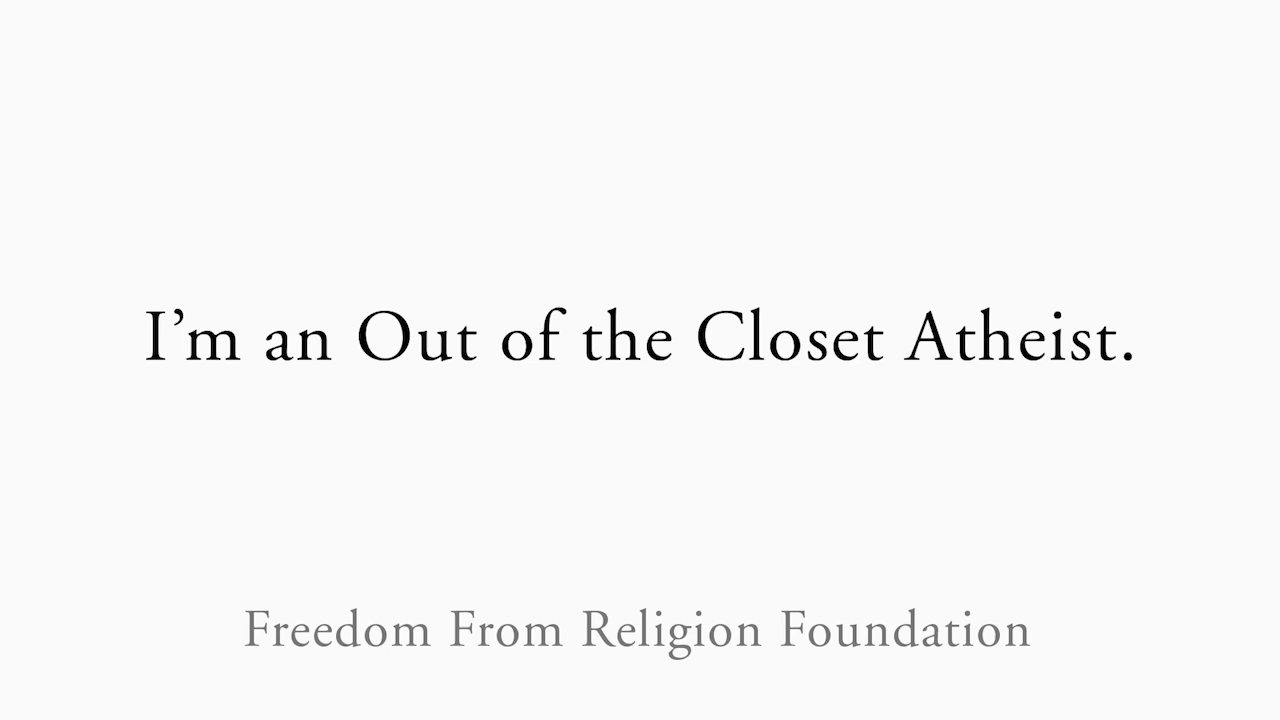 I’m an Out of the Closet Atheist.
Freedom From Religion Foundation